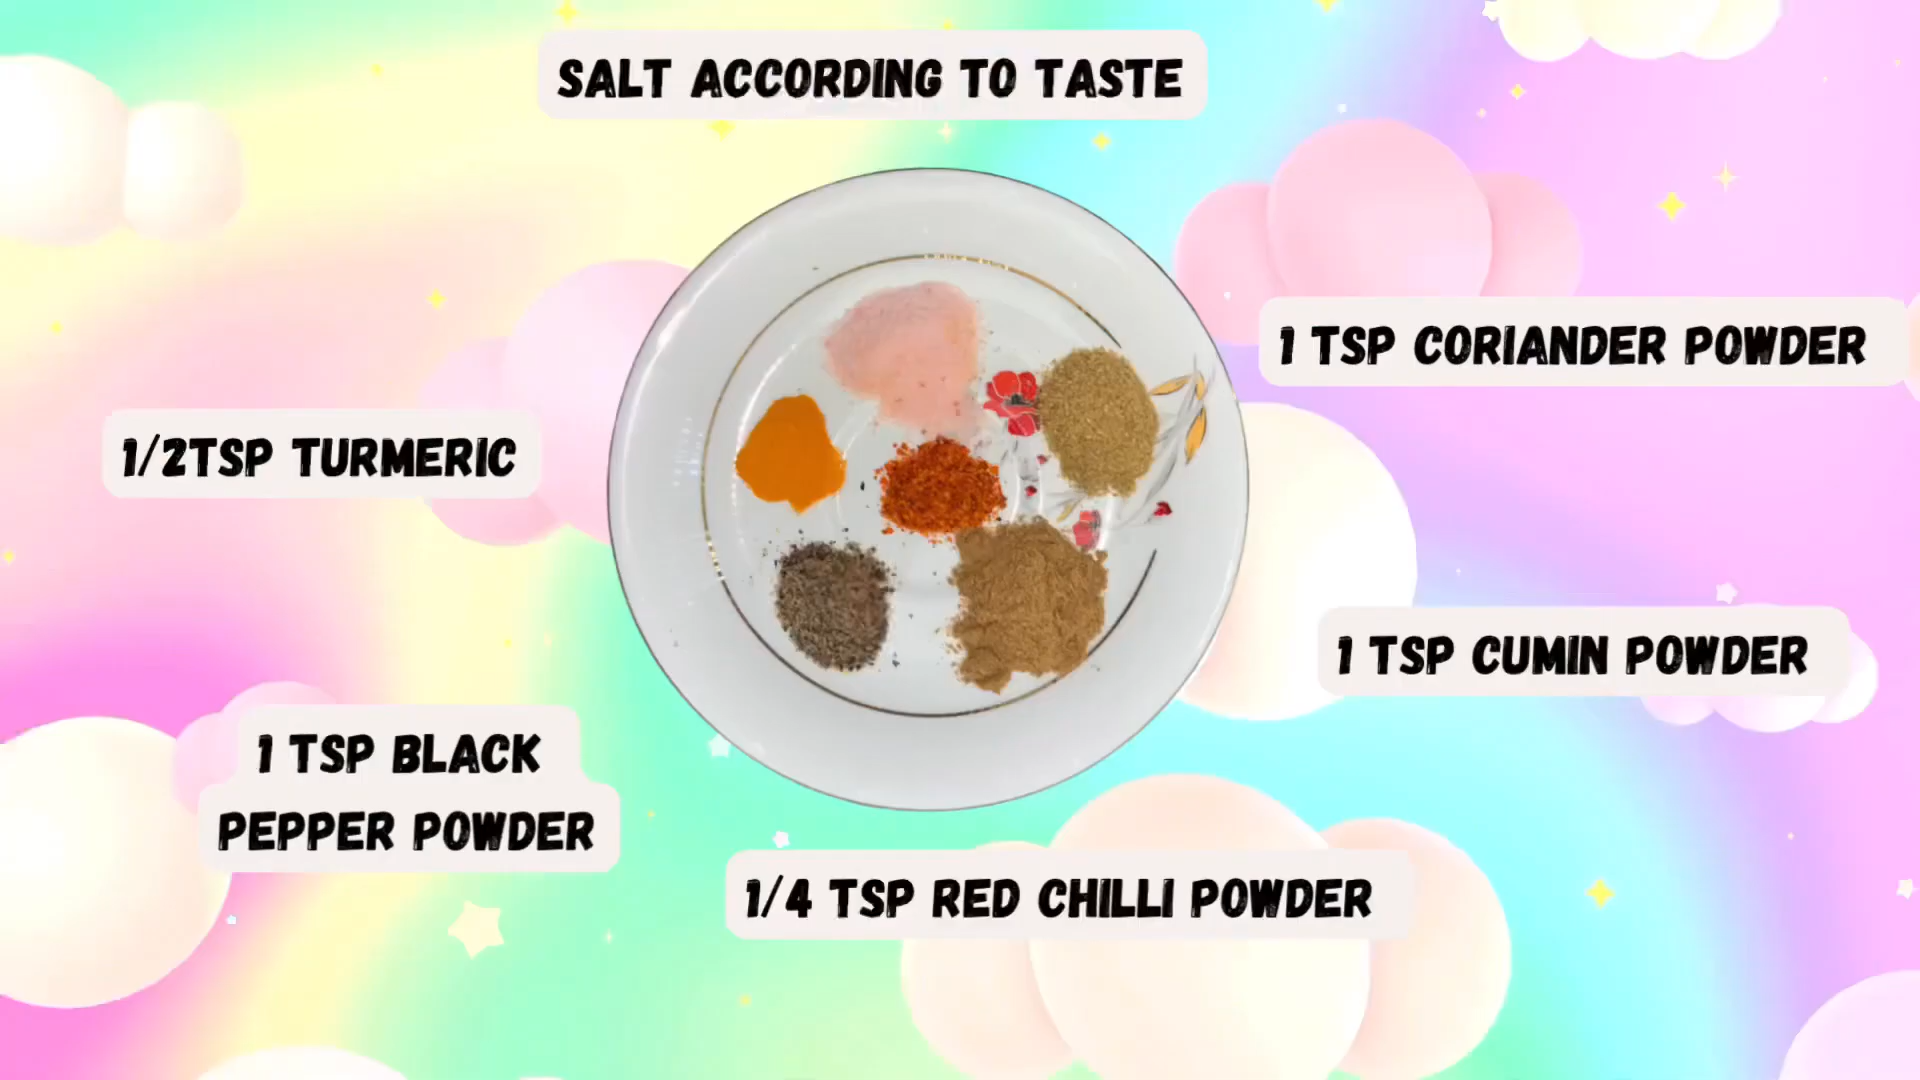 SALT ACCORDING TO TASTE
1 TSP CORIANDER POWDER
1/2TSP TURMERIC
1 TSP CUMIN POWDER
1 TSP BLACK
PEPPER POWDER
1/4 TSP RED CHILLI POWDER